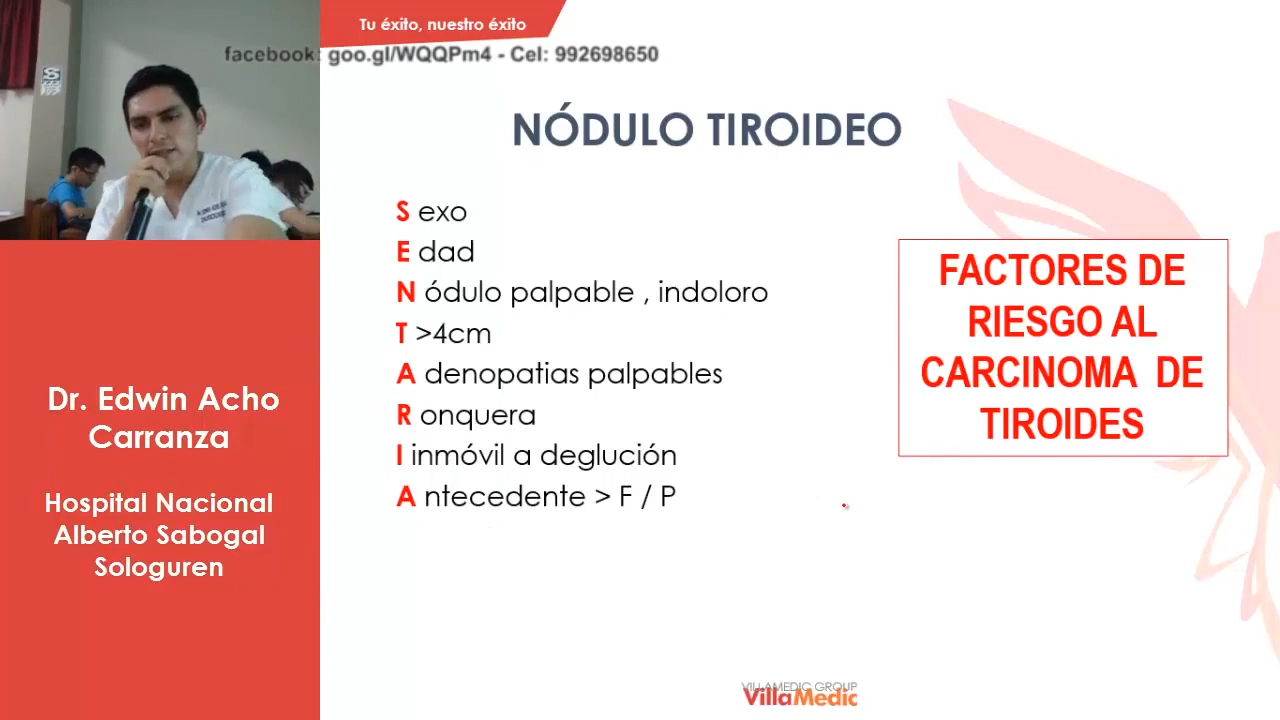 Tu éxito, nuestro éxito
facebook: goo.gl/WQQPm4 - Cel: 992698650
NÓDULO TIROIDEO
S exo
E dad
N ódulo palpable , indoloro
T >4cm
A denopatias palpables
R onquera
I inmóvil a deglución
A ntecedente > F / P
FACTORES DE
RIESGO AL
CARCINOMA DE
TIROIDES
Dr. Edwin Acho
Carranza
Hospital Nacional
Alberto Sabogal
Sologuren
VILLAMEDIC GROUP
VillaMedic